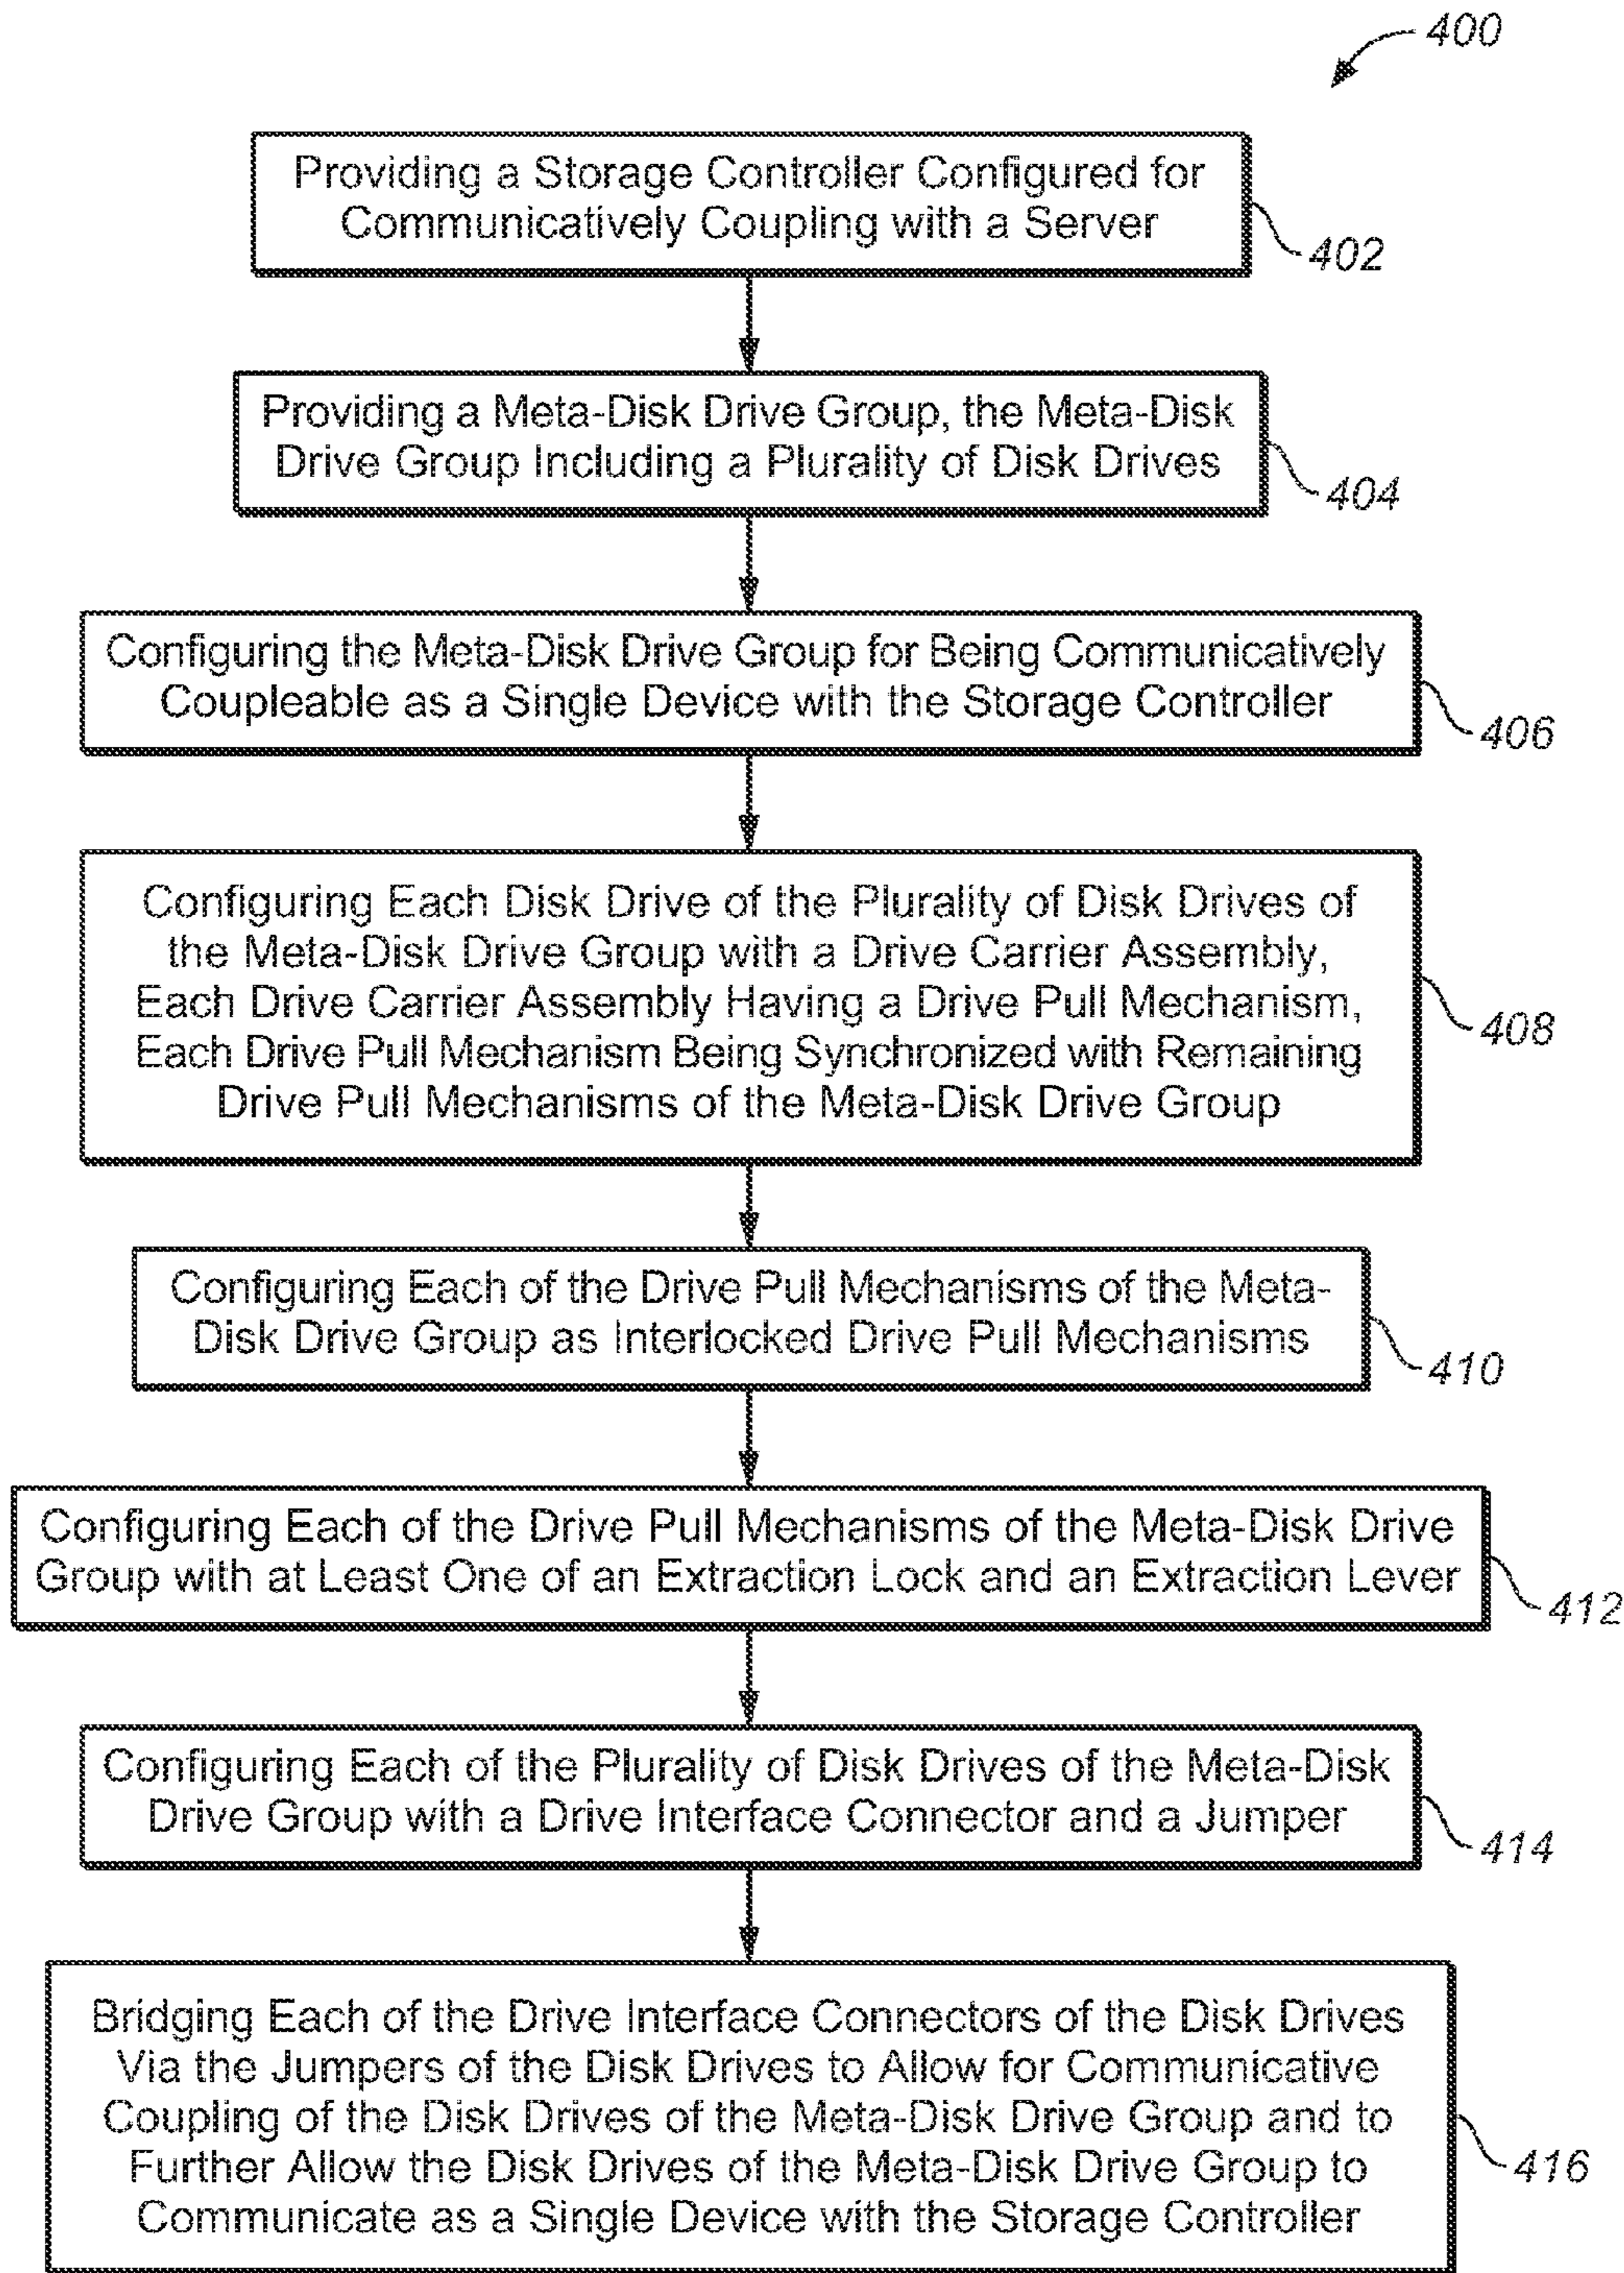 400
Providing a Storage Controller Configured for
Communicatively Coupling with a Server
402
Providing a Meta-Disk Drive Group, the Meta-Disk
Drive Group Including a Plurality of Disk Drives
404
Configuring the Meta-Disk Drive Group for Being Communicatively
Coupleable as a Single Device with the Storage Controller
406
Configuring Each Disk Drive of the Plurality of Disk Drives of
the Meta-Disk Drive Group with a Drive Carrier Assembly,
Each Drive Carrier Assembly Having a Drive Pull Mechanism,
Each Drive Pull Mechanism Being Synchronized with Remaining
Drive Pull Mechanisms of the Meta-Disk Drive Group
408
Configuring Each of the Drive Pull Mechanisms of the Meta-
Disk Drive Group as Interlocked Drive Pull Mechanisms
410
Configuring Each of the Drive Pull Mechanisms of the Meta-Disk Drive
Group with at Least One of an Extraction Lock and an Extraction Lever
412
Configuring Each of the Plurality of Disk Drives of the Meta-Disk
Drive Group with a Drive Interface Connector and a Jumper
414
Bridging Each of the Drive Interface Connectors of the Disk Drives
Via the Jumpers of the Disk Drives to Allow for Communicative
Coupling of the Disk Drives of the Meta-Disk Drive Group and to
Further Allow the Disk Drives of the Meta-Disk Drive Group to
Communicate as a Single Device with the Storage Controller
416